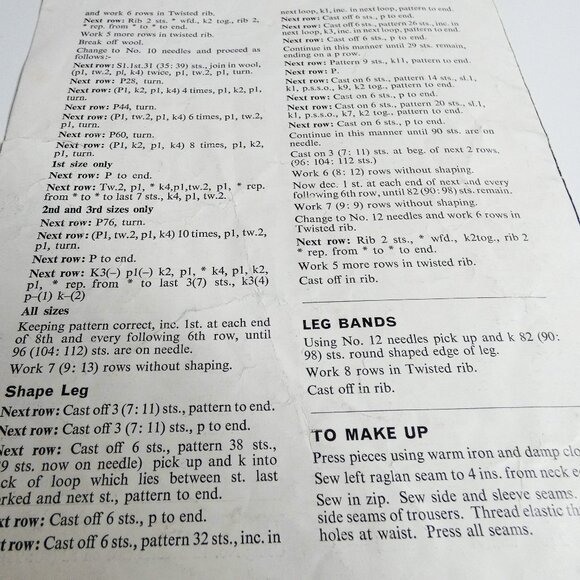 and work 6 rows in Twisted rib.
Next row: Rib 2 sts. * wfd., k2 tog., rib 2,
* rep. from * to * to end.
Work 5 more rows in twisted rib.
Break off wool.
Change to No. 10 needles and proceed
as follows:-
Next row: S1.1st.31 (35: 39) sts., join in wool,
(p1, tw.2, pl, k4) twice, p1, tw.2, p1, turn.
Next row: P28, turn.
Next row: (P1, k2, p1, k4) 4 times, p1, k2, p1,
turn.
Next row: P44, turn.
Next row: (p1, tw.2, p1, k4) 6 times, p1, tw.2,
p1, turn.
Next row: P60, turn.
Next row: (P1, k2, p1, k4) 8 times, p1, k2,
p1, turn.
1st size only
Next row: P to end.
Next row: Tw.2, p1, * k4,p1,tw.2, p1, * rep.
from * to * to last 7 sts., k4, p1, tw.2.
2nd and 3rd sizes only
Next row: P76, turn.
Next row: (P1, tw.2, p1, k4) 10 times, p1, tw.2,
p1, turn.
Next row: P to end.
Next row: K3(–) p1(–) k2, p1, * k4, p1, k2,
p1, * rep. from * to * to last 3(7) sts., k3(4)
p–(1) k–(2)
All sizes
Keeping pattern correct, inc. 1st. at each end
of 8th and every following 6th row, until
96 (104: 112) sts. are on needle.
Work 7 (9: 13) rows without shaping.
Shape Leg
Next row: Cast off 3 (7: 11) sts., pattern to end.
Next row: Cast off 3 (7: 11) sts., p to end.
Next row: Cast off 6 sts., pattern 38 sts.,
9 sts. now on needle) pick up and k into
ck of loop which lies between st. last
rked and next st., pattern to end.
xt row: Cast off 6 sts., p to end.
xt row: Cast off 6 sts., pattern 32 sts., inc. in
next loop, k3, inc. in next loop, pattern to end.
Next row: Cast off 6 sts., p to end.
Next row: Cast off 6 sts., pattern 26 sts., inc. in
next loop, k3, inc. in next loop, pattern to end.
Next row: Cast off 6 sts., p to end.
Continue in this manner until 29 sts. remain,
ending on a p row.
Next row: Pattern 9 sts., k11, pattern to end.
Next row: P.
Next row: Cast on 6 sts., pattern 14 sts., sl.1,
k1, p.s.s.o., k9, k2 tog., pattern to end.
Next row: Cast on 6 sts., p to end.
Next row: Cast on 6 sts., pattern 20 sts., sl.1,
k1, p.s.s.o., k7, k2 tog., pattern to end.
Next row: Cast on 6 sts., p to end.
Continue in this manner until 90 sts. are on
needle.
Cast on 3 (7: 11) sts. at beg. of next 2 rows.
(96: 104: 112 sts.)
Work 6 (8: 12) rows without shaping.
Now dec. 1 st. at each end of next and every
following 6th row, until 82 (90: 98) sts. remain.
Work 7 (9: 9) rows without shaping.
Change to No. 12 needles and work 6 rows in
Twisted rib.
Next row: Rib 2 sts., * wfd., k2tog., rib 2
* rep. from * to * to end.
Work 5 more rows in twisted rib.
Cast off in rib.
LEG BANDS
Using No. 12 needles pick up and k 82 (90:
98) sts. round shaped edge of leg.
Work 8 rows in Twisted rib.
Cast off in rib.
TO MAKE UP
Press pieces using warm iron and damp clo
Sew left raglan seam to 4 ins. from neck e
Sew in zip. Sew side and sleeve seams.
side seams of trousers. Thread elastic th
holes at waist. Press all seams.